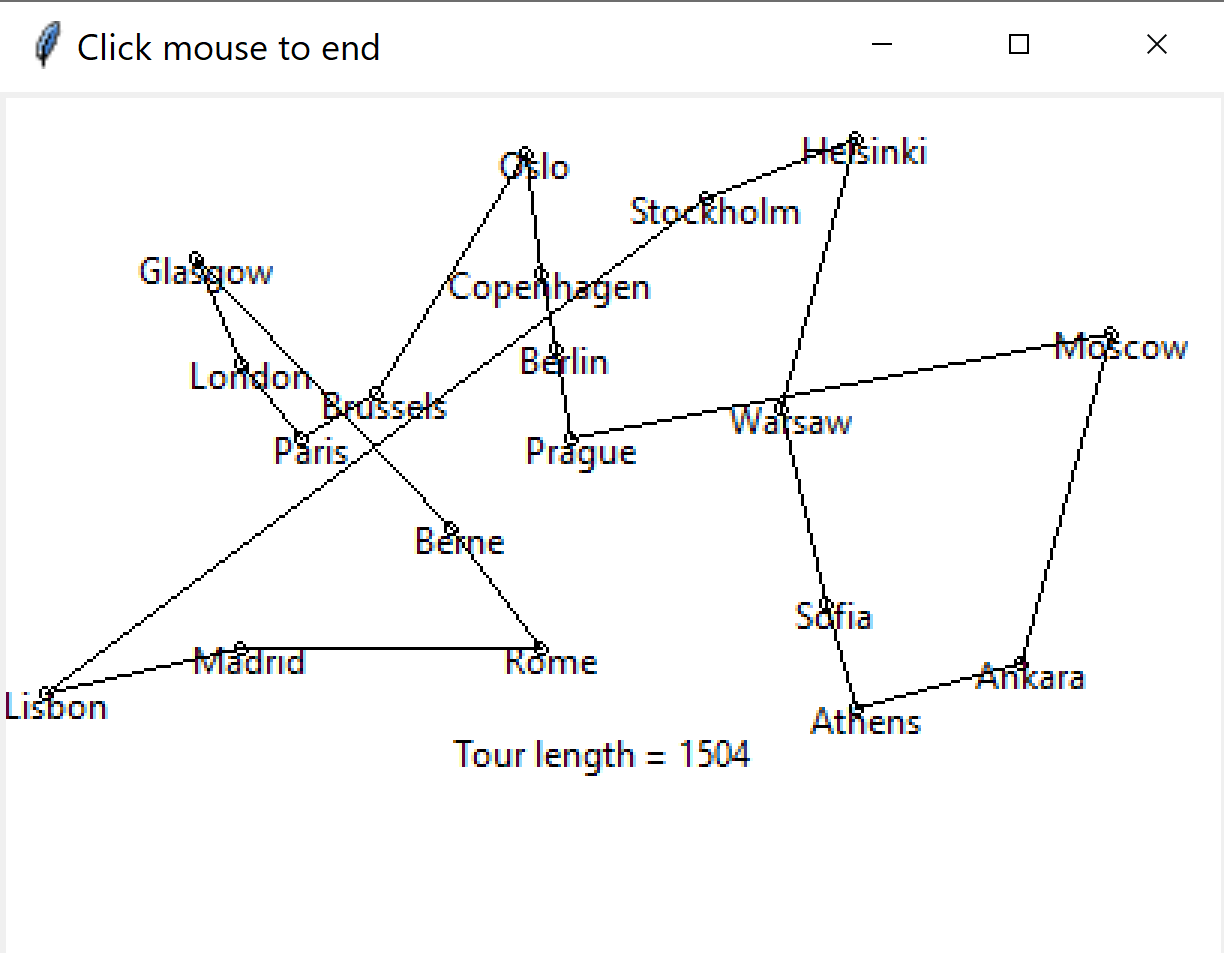 Click mouse to end
Helsinki
Oslo
Stockholm
Glasgow
Copenhagen
Moscow
Berlin
London
Brussels
Warsaw
Paris
Prague
Berne
Sofia
Madrid
Rome
Ankara
Lisbon
Athens
Tour length = 1504